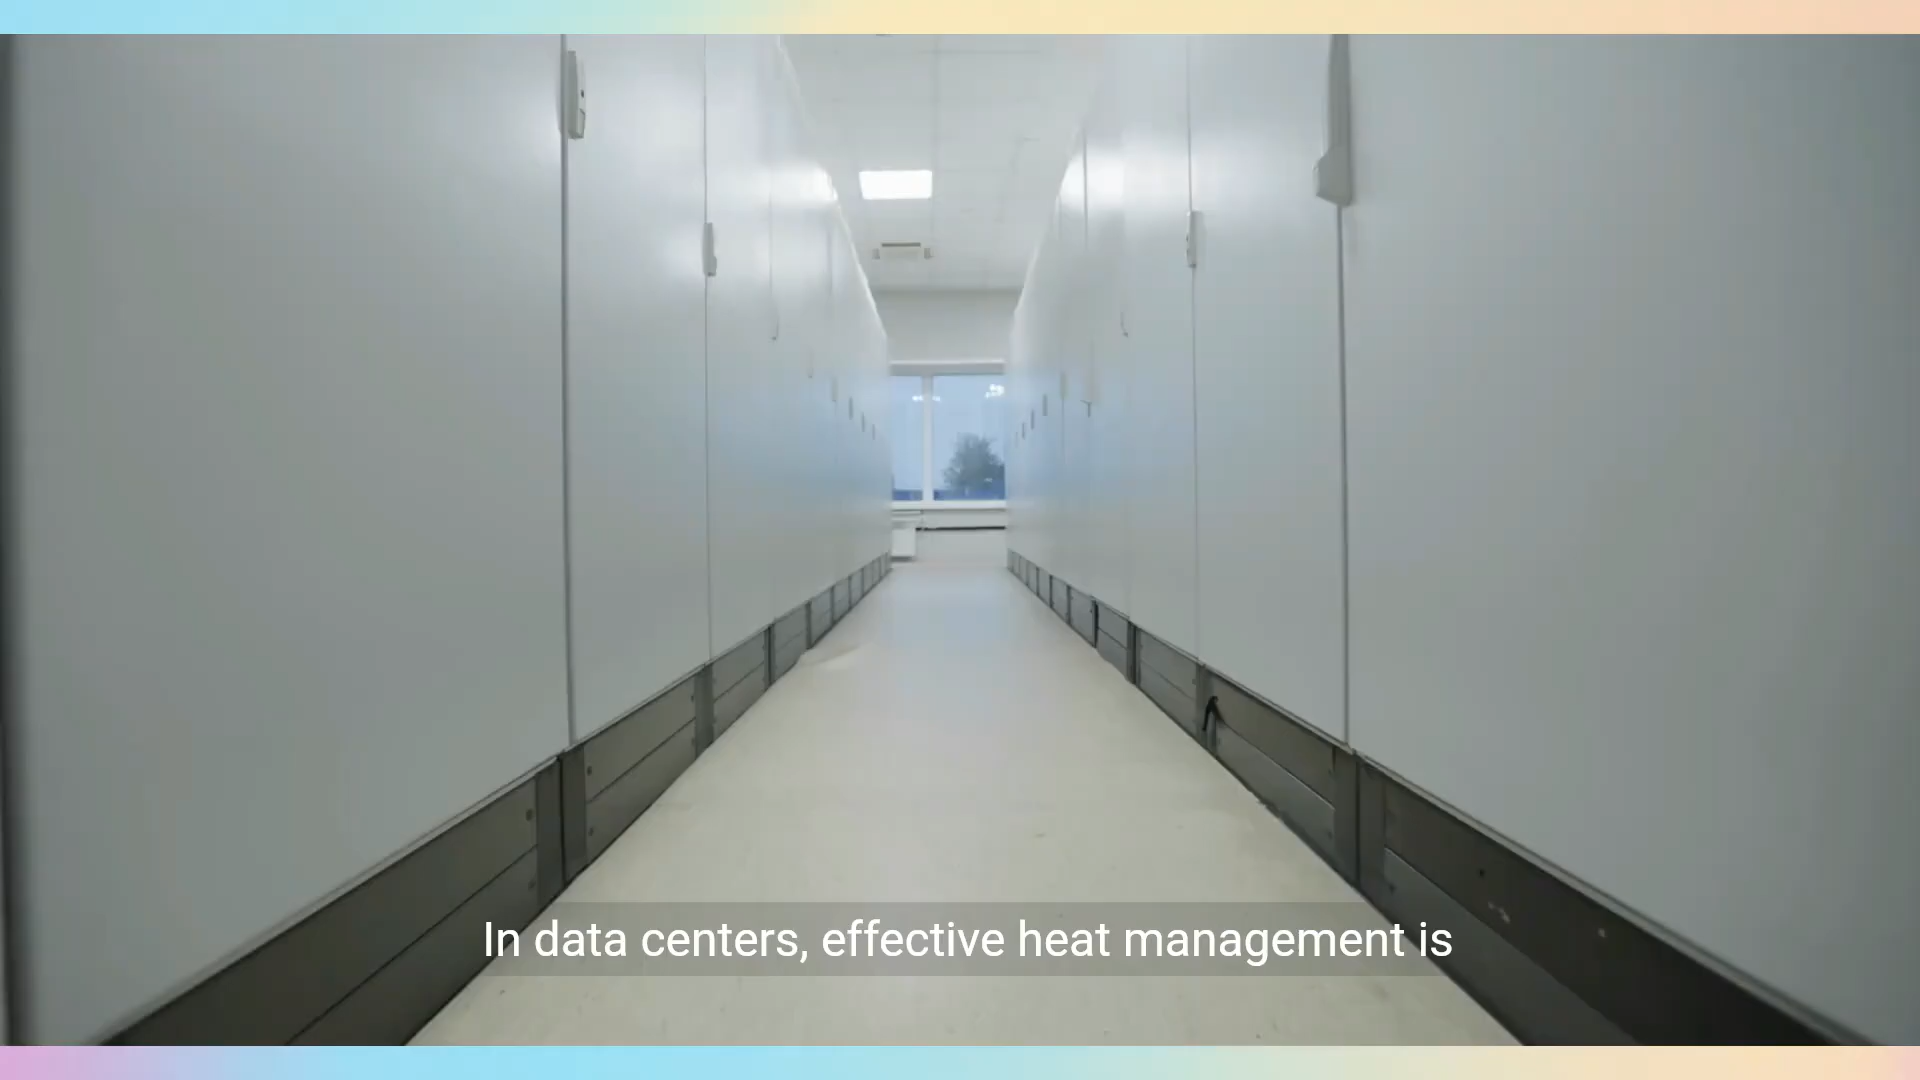 In data centers, effective heat management is